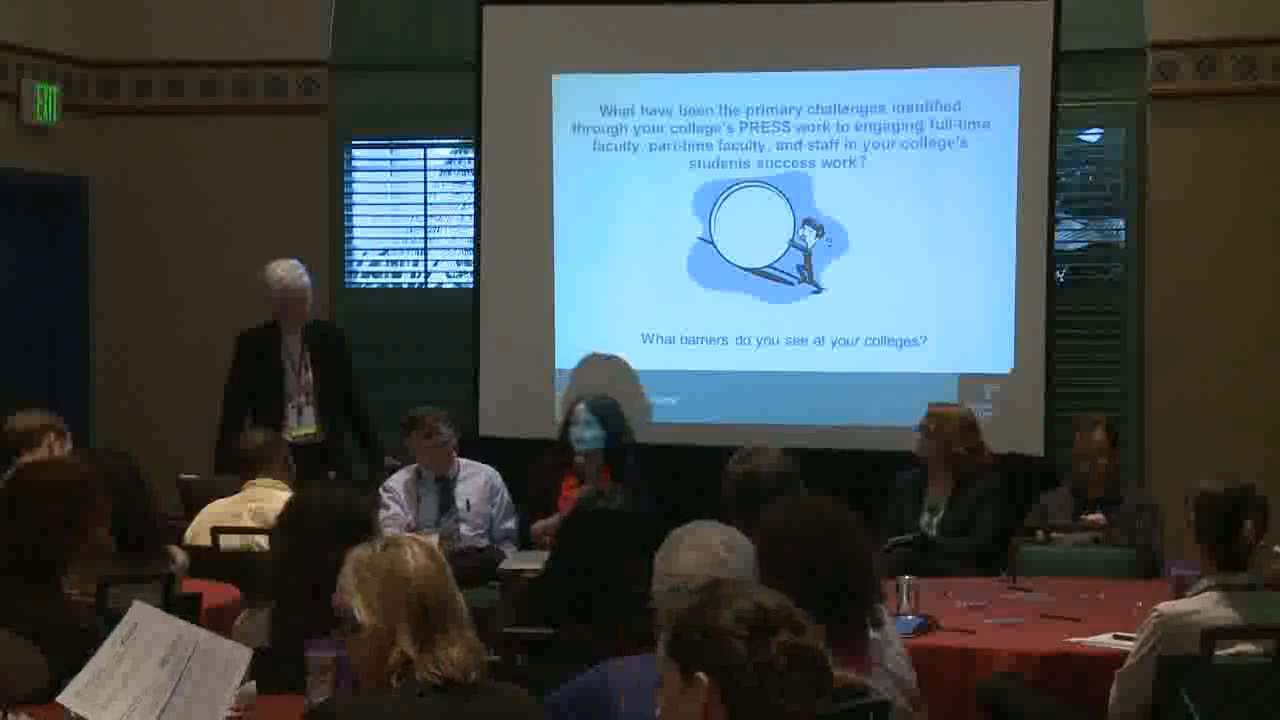 EXIT
What have been the primary challenges identified
through your college's PRESS work to engaging full-time
faculty, part-time faculty, and staff in your college's
students success work?
What barriers do you see at your colleges?